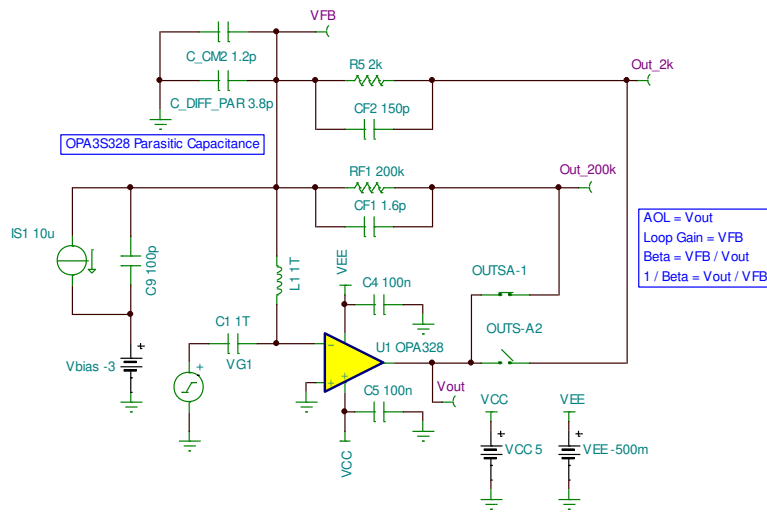 VFB
C_CM2 1.2p
C_DIFF_PAR 3.8p
R5 2k
Out_2k
CF2 150p
OPA3S328 Parasitic Capacitance
RF1 200k
Out_200k
CF1 1.6p
IS1 10u
C9 100p
L1 1T
VEE
C4 100n
OUTSA-1
OUTS-A2
AOL = Vout
Loop Gain = VFB
Beta = VFB / Vout
1 / Beta = Vout / VFB
C1 1T
VG1
U1 OPA328
Vbias -3
Vout
C5 100n
VCC
VCC
VEE
VCC 5
VEE -500m